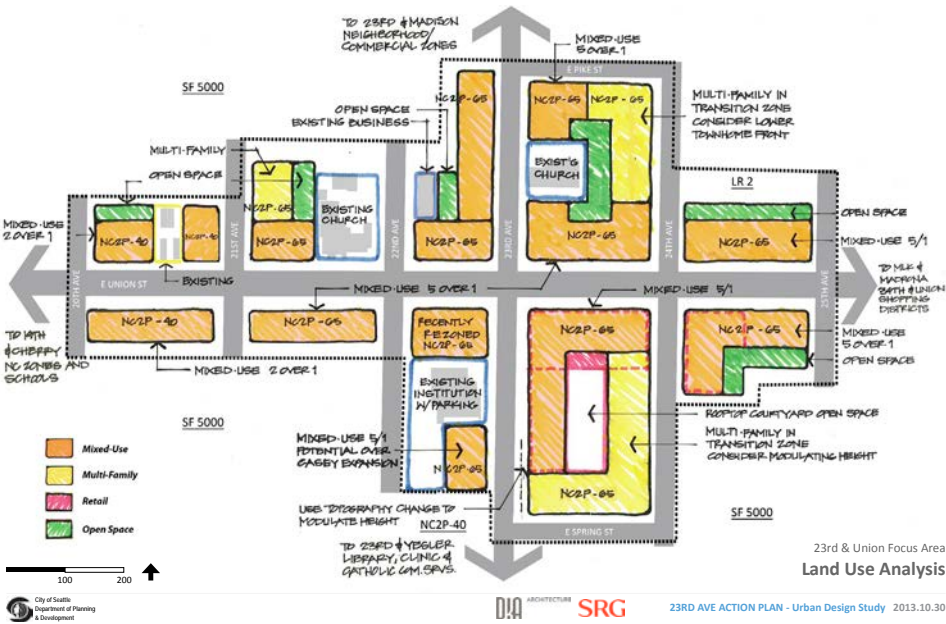 TO 23RD & MADISON
NEIGHBORHOOD/
COMMERCIAL ZONES
MIXED-USE
5 OVER 1
E PIKE ST
SF 5000
NC2P-65
NC2P-65
NC2P-65
MULTI-FAMILY IN
TRANSITION ZONE
CONSIDER LOWER
TOWNHOME FRONT
OPEN SPACE
EXISTING BUSINESS
MULTI-FAMILY
OPEN SPACE
EXIST'G
CHURCH
LR 2
MIXED-USE
2 OVER 1
NC2P-40
NC2P-40
NC2P-65
NC2P-65
EXISTING
CHURCH
NC2P-65
NC2P-65
NC2P-65
OPEN SPACE
MIXED-USE 5/1
20TH AVE
21ST AVE
22ND AVE
23RD AVE
24TH AVE
25TH AVE
E UNION ST
EXISTING
MIXED-USE 5 OVER 1
MIXED-USE 5/1
TO MLK &
MADRONA
34TH & UNION
SHOPPING
DISTRICTS
NC2P-40
NC2P-65
RECENTLY
REZONED
NC2P-65
NC2P-65
NC2P-65
MIXED-USE
5 OVER 1
OPEN SPACE
TO 19TH
& CHERRY
NC ZONES AND
SCHOOLS
MIXED-USE 2 OVER 1
EXISTING
INSTITUTION
W/PARKING
ROOFTOP COURTYARD OPEN SPACE
SF 5000
MIXED-USE 5/1
POTENTIAL OVER
CASEY EXPANSION
NC2P-65
MULTI-FAMILY IN
TRANSITION ZONE
CONSIDER MODULATING HEIGHT
NC2P-65
USE TOPOGRAPHY CHANGE TO
MODULATE HEIGHT
NC2P-40
E SPRING ST
SF 5000
TO 23RD & YESLER
LIBRARY, CLINIC &
CATHOLIC COM. SRVS.
Mixed-Use
Multi-Family
Retail
Open Space
100 200
23rd & Union Focus Area
Land Use Analysis
City of Seattle
Department of Planning
& Development
D|A ARCHITECTURE
SRG
23RD AVE ACTION PLAN - Urban Design Study 2013.10.30